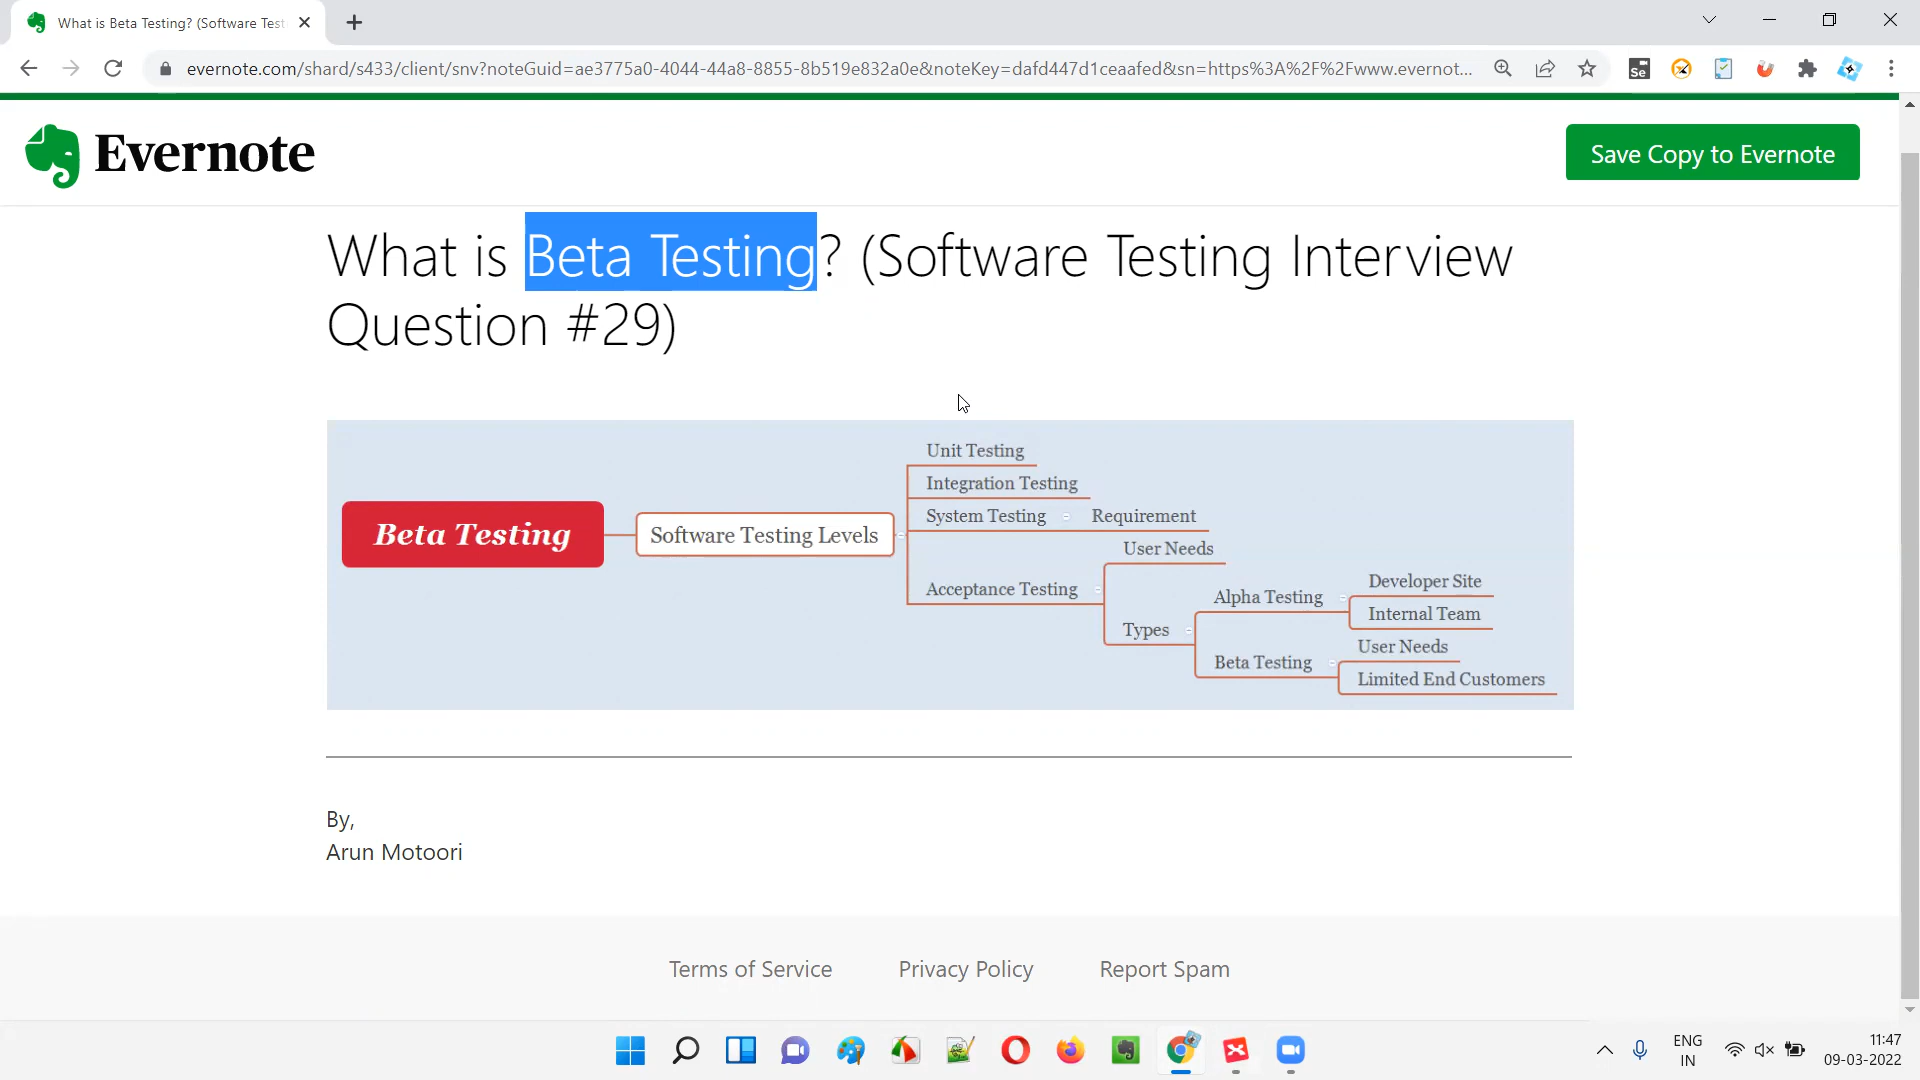 What is Beta Testing? (Software Test
evernote.com/shard/s433/client/snv?noteGuid=ae3775a0-4044-44a8-8855-8b519e832a0e&noteKey=dafd447d1ceaafed&sn=https%3A%2F%2Fwww.evernot...
Se
Evernote
Save Copy to Evernote
What is Beta Testing? (Software Testing Interview
Question #29)
Unit Testing
Integration Testing
System Testing
Requirement
User Needs
Beta Testing
Software Testing Levels
Acceptance Testing
Developer Site
Alpha Testing
Internal Team
Types
User Needs
Beta Testing
Limited End Customers
By,
Arun Motoori
Terms of Service
Privacy Policy
Report Spam
ENG
IN
11:47
09-03-2022